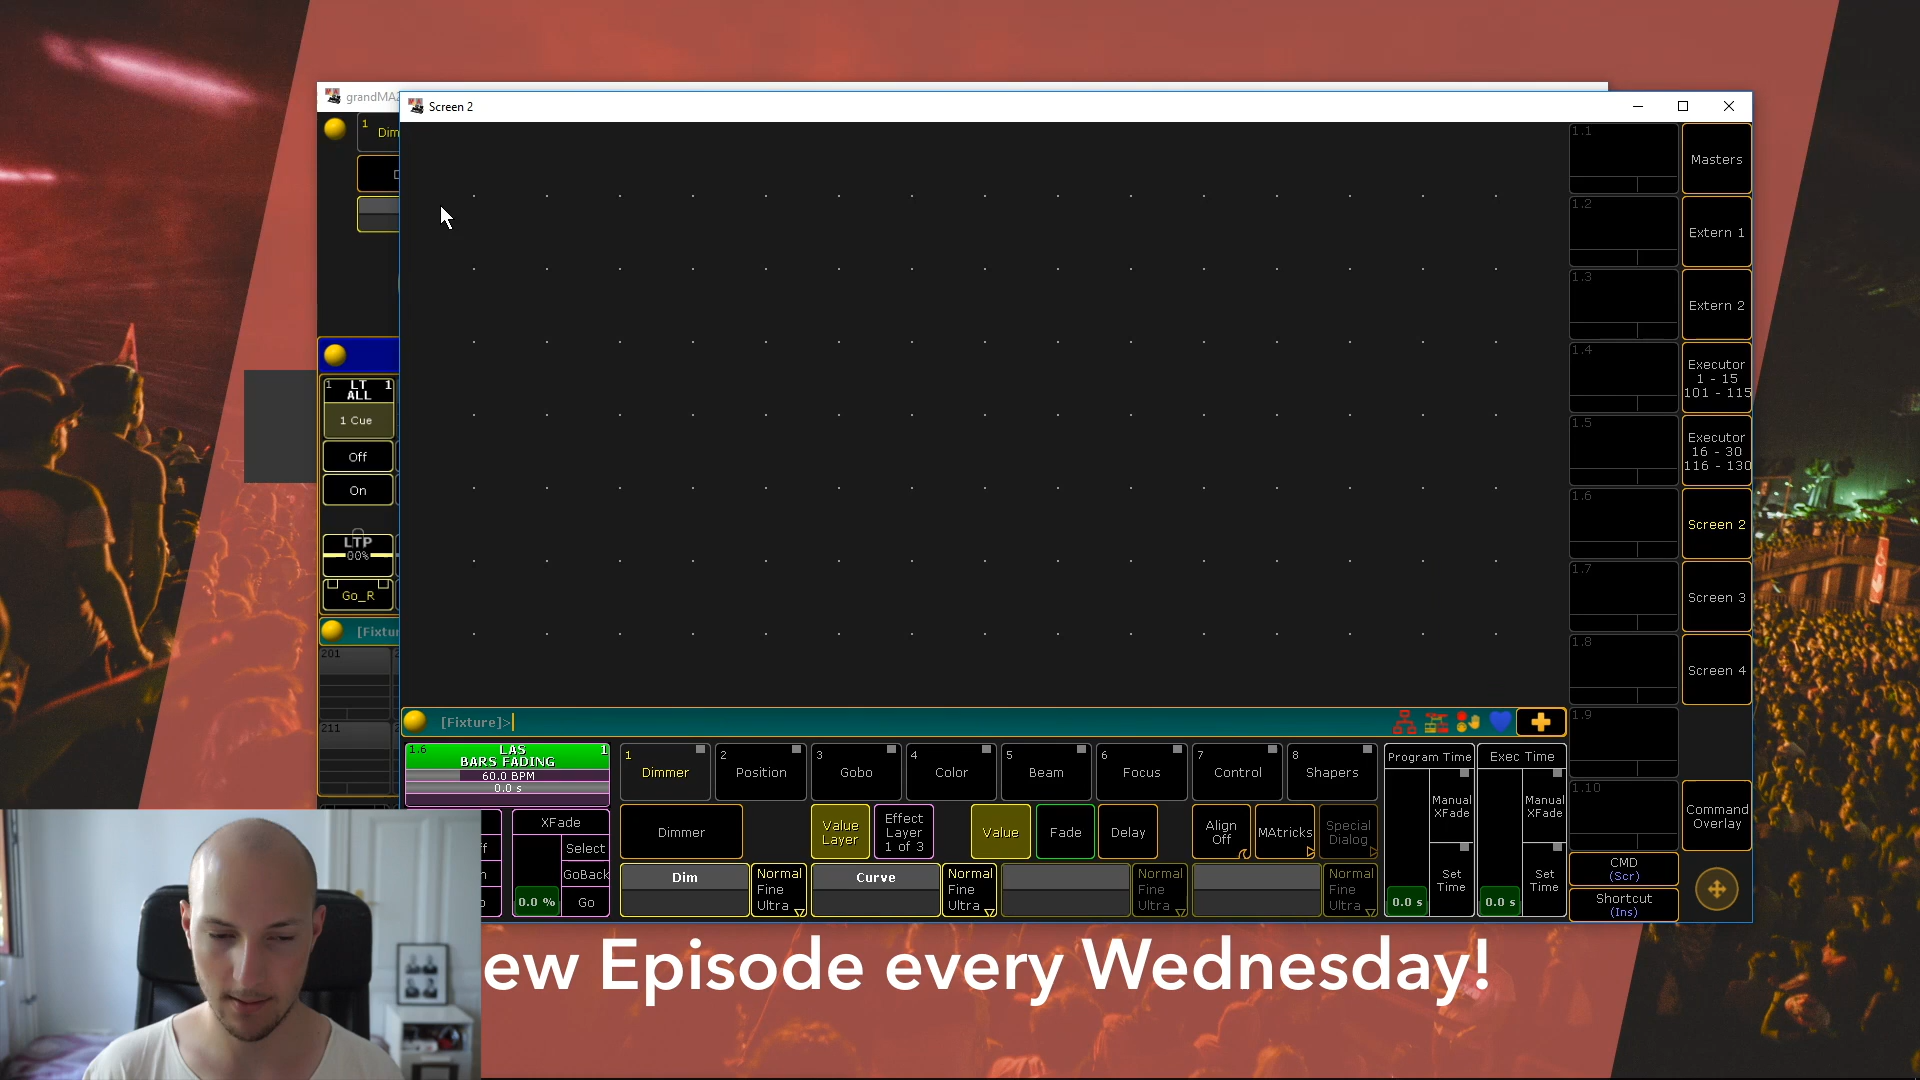 grandMA2
Screen 2
1
Dim
LT
1 1
ALL
1 Cue
Off
On
LTP
00%
Go_R
[Fixtur
201
211
1.1
1.2
1.3
1.4
1.5
1.6
1.7
1.8
1.9
1.10
Masters
Extern 1
Extern 2
Executor
1 - 15
101 - 115
Executor
16 - 30
116 - 130
Screen 2
Screen 3
Screen 4
Command
Overlay
CMD
(Scr)
Shortcut
(Ins)
[Fixture]>
1.6 LAS 1
BARS FADING
60.0 BPM
0.0 s
1 Dimmer
2 Position
3 Gobo
4 Color
5 Beam
6 Focus
7 Control
8 Shapers
Program Time
Exec Time
Dimmer
Value
Layer
Effect
Layer
1 of 3
Value
Fade
Delay
Align
Off
MAtricks
Special
Dialog
Manual
XFade
Manual
XFade
XFade
Select
GoBack
Go
0.0 %
Dim
Normal
Fine
Ultra
Curve
Normal
Fine
Ultra
Normal
Fine
Ultra
Normal
Fine
Ultra
0.0 s
Set
Time
0.0 s
Set
Time
ew Episode every Wednesday!